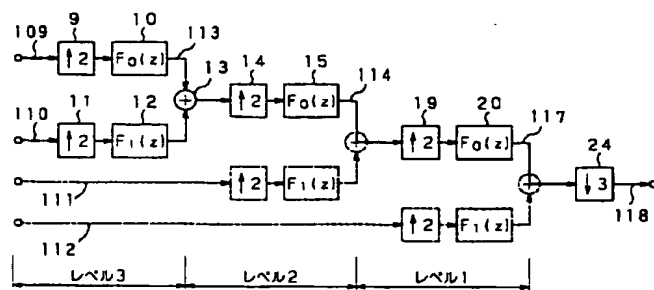 9 10
109 ↑2 F₀(z) 113
13 14 15
11 12 ↑2 F₀(z) 114
110 ↑2 F₁(z) 19 20
↑2 F₀(z) 117 24
111 ↑2 F₁(z) ↓3
118
112 ↑2 F₁(z)
レベル3 レベル2 レベル1